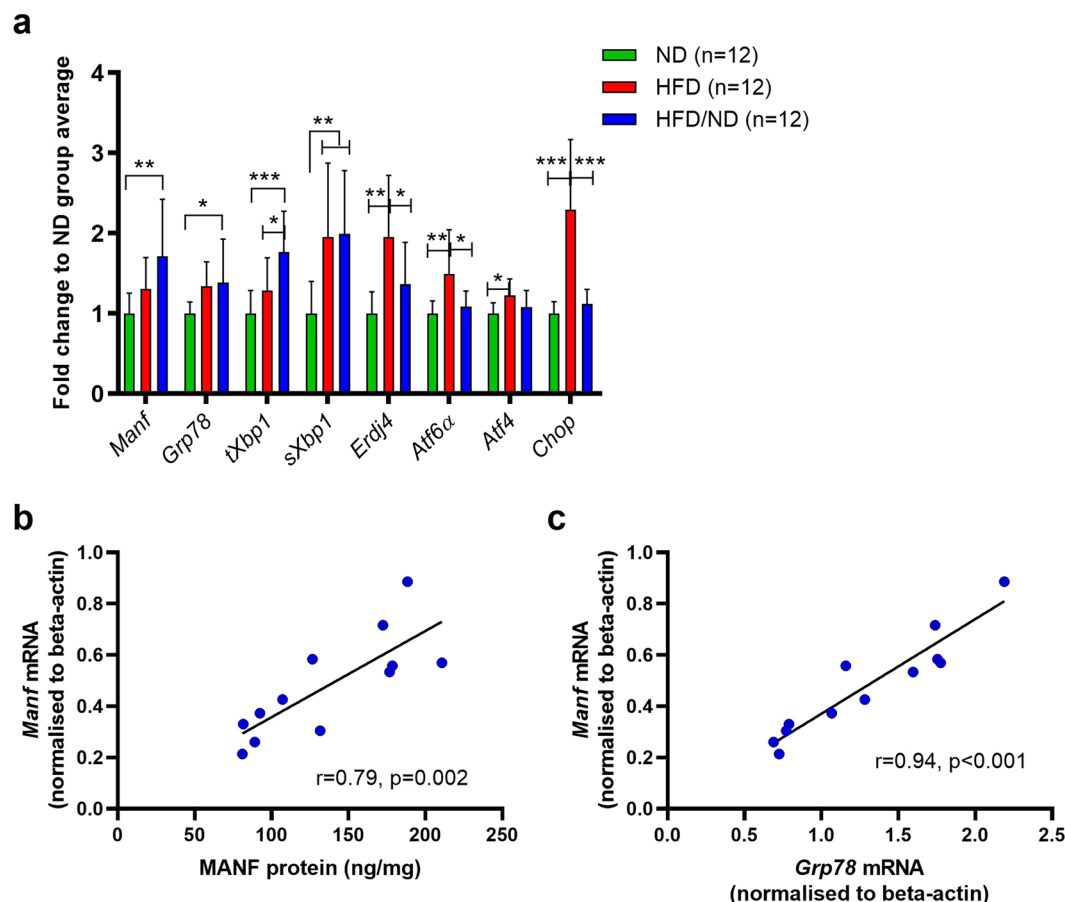 a
ND (n=12)
HFD (n=12)
HFD/ND (n=12)
Fold change to ND group average
4
3
2
1
0
**
*
***
*
**
**
*
**
*
*
***
***
Manf
Grp78
tXbp1
sXbp1
Erdj4
Atf6α
Atf4
Chop
b
Manf mRNA
(normalised to beta-actin)
1.0
0.8
0.6
0.4
0.2
0.0
r=0.79, p=0.002
0
50
100
150
200
250
MANF protein (ng/mg)
c
Manf mRNA
(normalised to beta-actin)
1.0
0.8
0.6
0.4
0.2
0.0
r=0.94, p<0.001
0.0
0.5
1.0
1.5
2.0
2.5
Grp78 mRNA
(normalised to beta-actin)